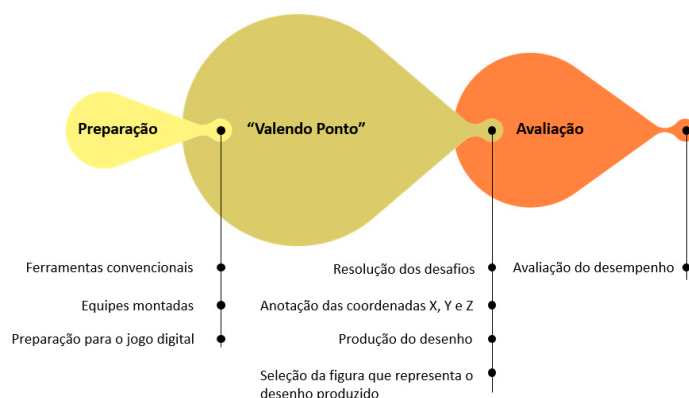 Preparação
“Valendo Ponto”
Avaliação
Ferramentas convencionais
Equipes montadas
Preparação para o jogo digital
Resolução dos desafios
Anotação das coordenadas X, Y e Z
Produção do desenho
Seleção da figura que representa o
desenho produzido
Avaliação do desempenho